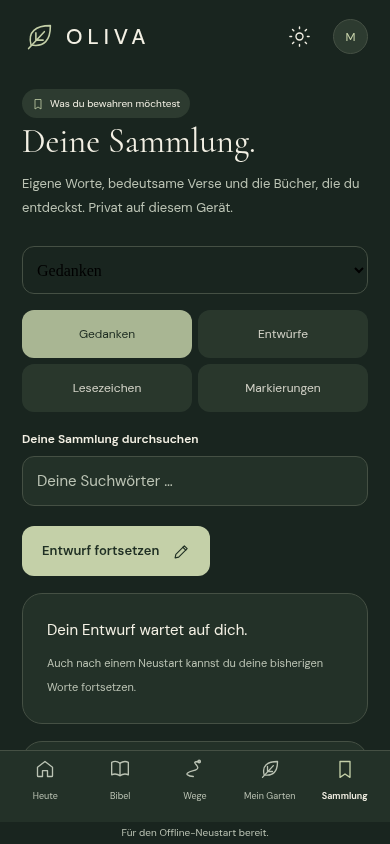 OLIVA
M
Was du bewahren möchtest
Deine Sammlung.
Eigene Worte, bedeutsame Verse und die Bücher, die du
entdeckst. Privat auf diesem Gerät.
Gedanken
Gedanken
Entwürfe
Lesezeichen
Markierungen
Deine Sammlung durchsuchen
Deine Suchwörter ...
Entwurf fortsetzen
Dein Entwurf wartet auf dich.
Auch nach einem Neustart kannst du deine bisherigen
Worte fortsetzen.
Heute
Bibel
Wege
Mein Garten
Sammlung
Für den Offline-Neustart bereit.